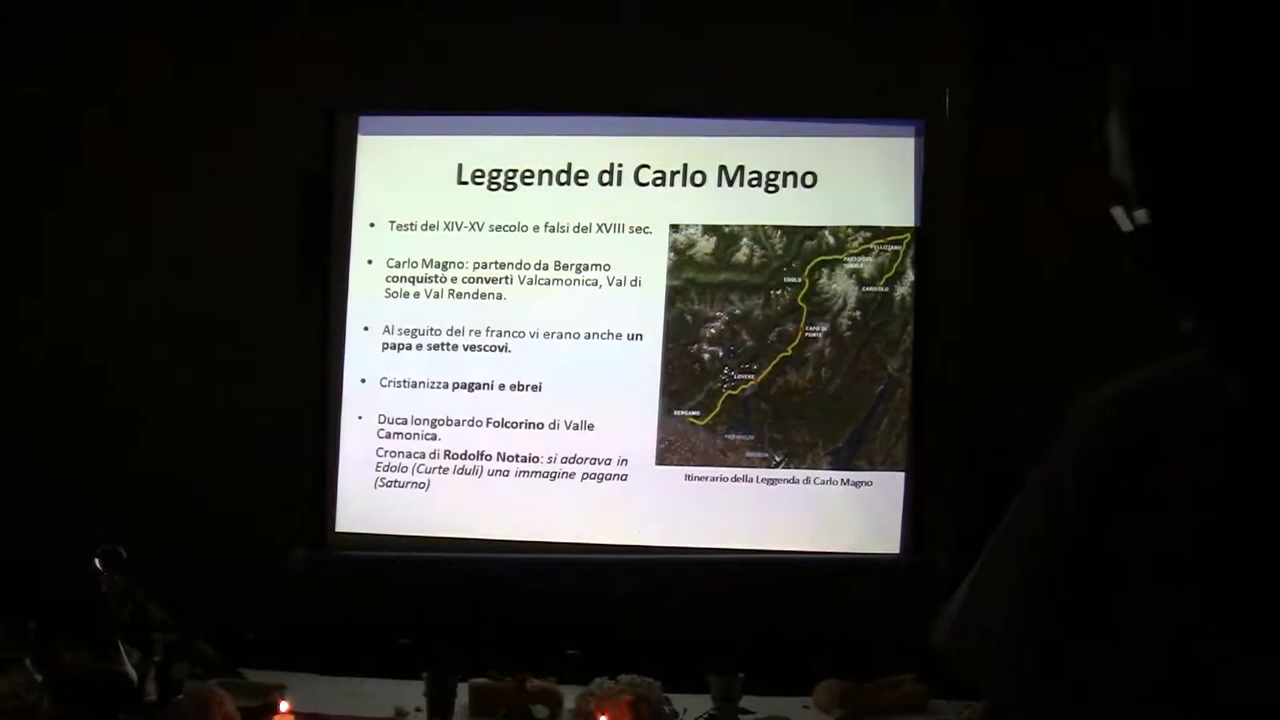 Leggende di Carlo Magno
• Testi del XIV-XV secolo e falsi del XVIII sec.
• Carlo Magno: partendo da Bergamo
conquistò e convertì Valcamonica, Val di
Sole e Val Rendena.
• Al seguito del re franco vi erano anche un
papa e sette vescovi.
• Cristianizza pagani e ebrei
• Duca longobardo Folcorino di Valle
Camonica.
Cronaca di Rodolfo Notaio: si adorava in
Edolo (Curte Iduli) una immagine pagana
(Saturno)
PELLIZZANO
PASSO DEL
TONALE
EDOLO
CARISOLO
CAPO DI
PONTE
LOVERE
BERGAMO
BRESCIA
Itinerario della Leggenda di Carlo Magno